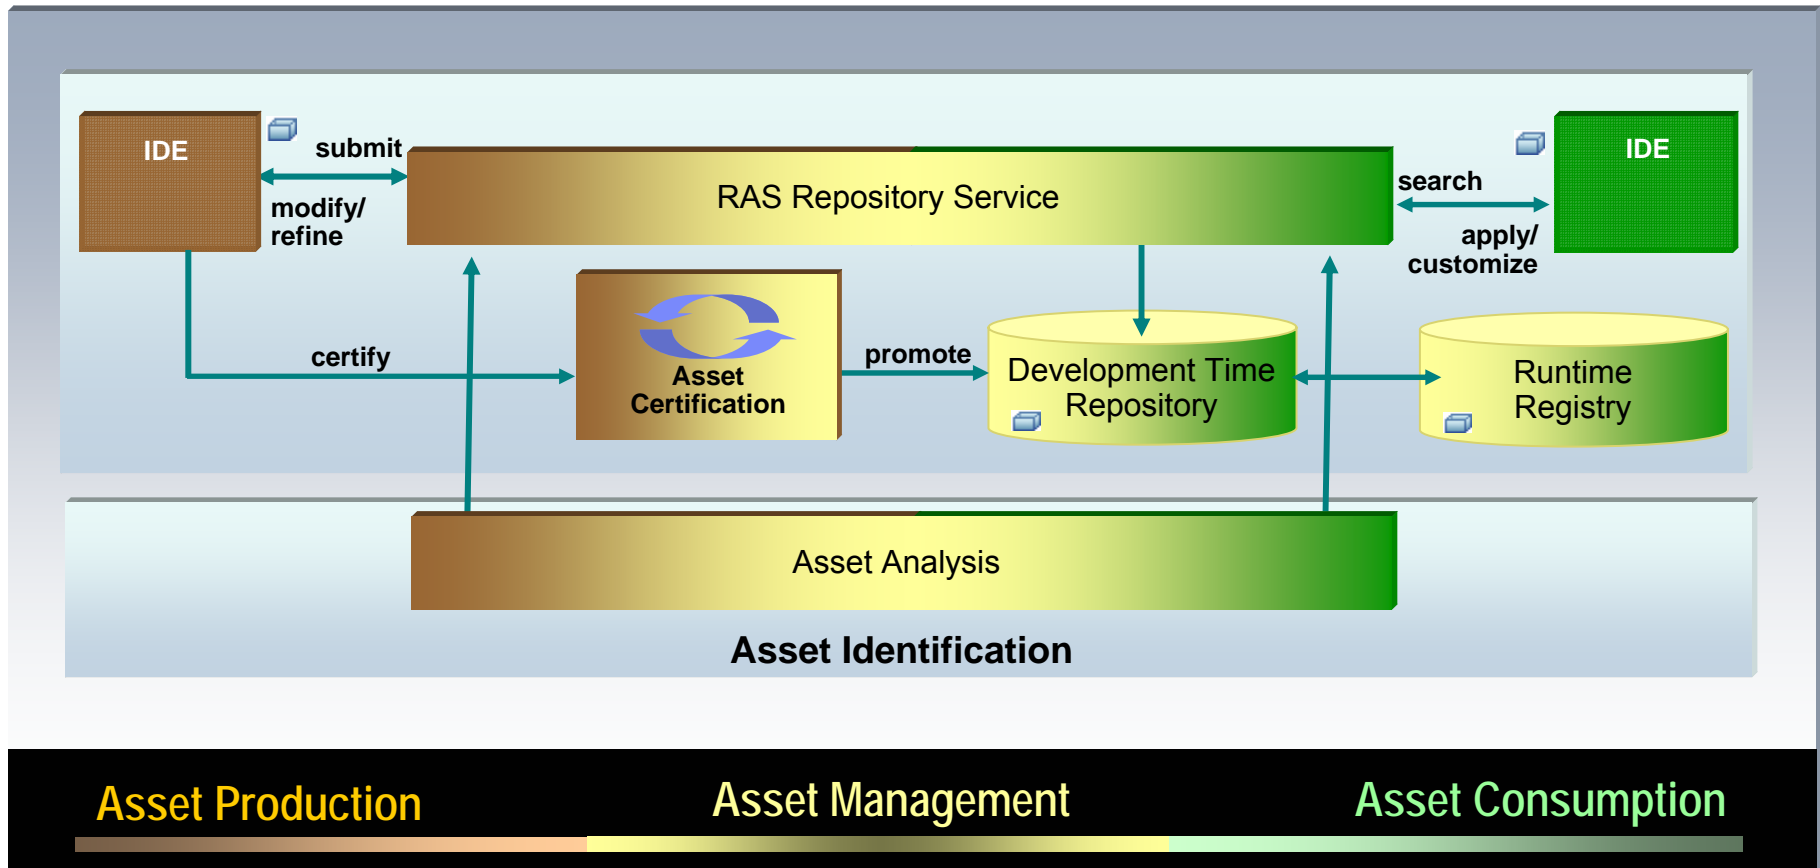 IDE
submit
modify/
refine
RAS Repository Service
search
apply/
customize
IDE
certify
Asset
Certification
promote
Development Time
Repository
Runtime
Registry
Asset Analysis
Asset Identification
Asset Production
Asset Management
Asset Consumption